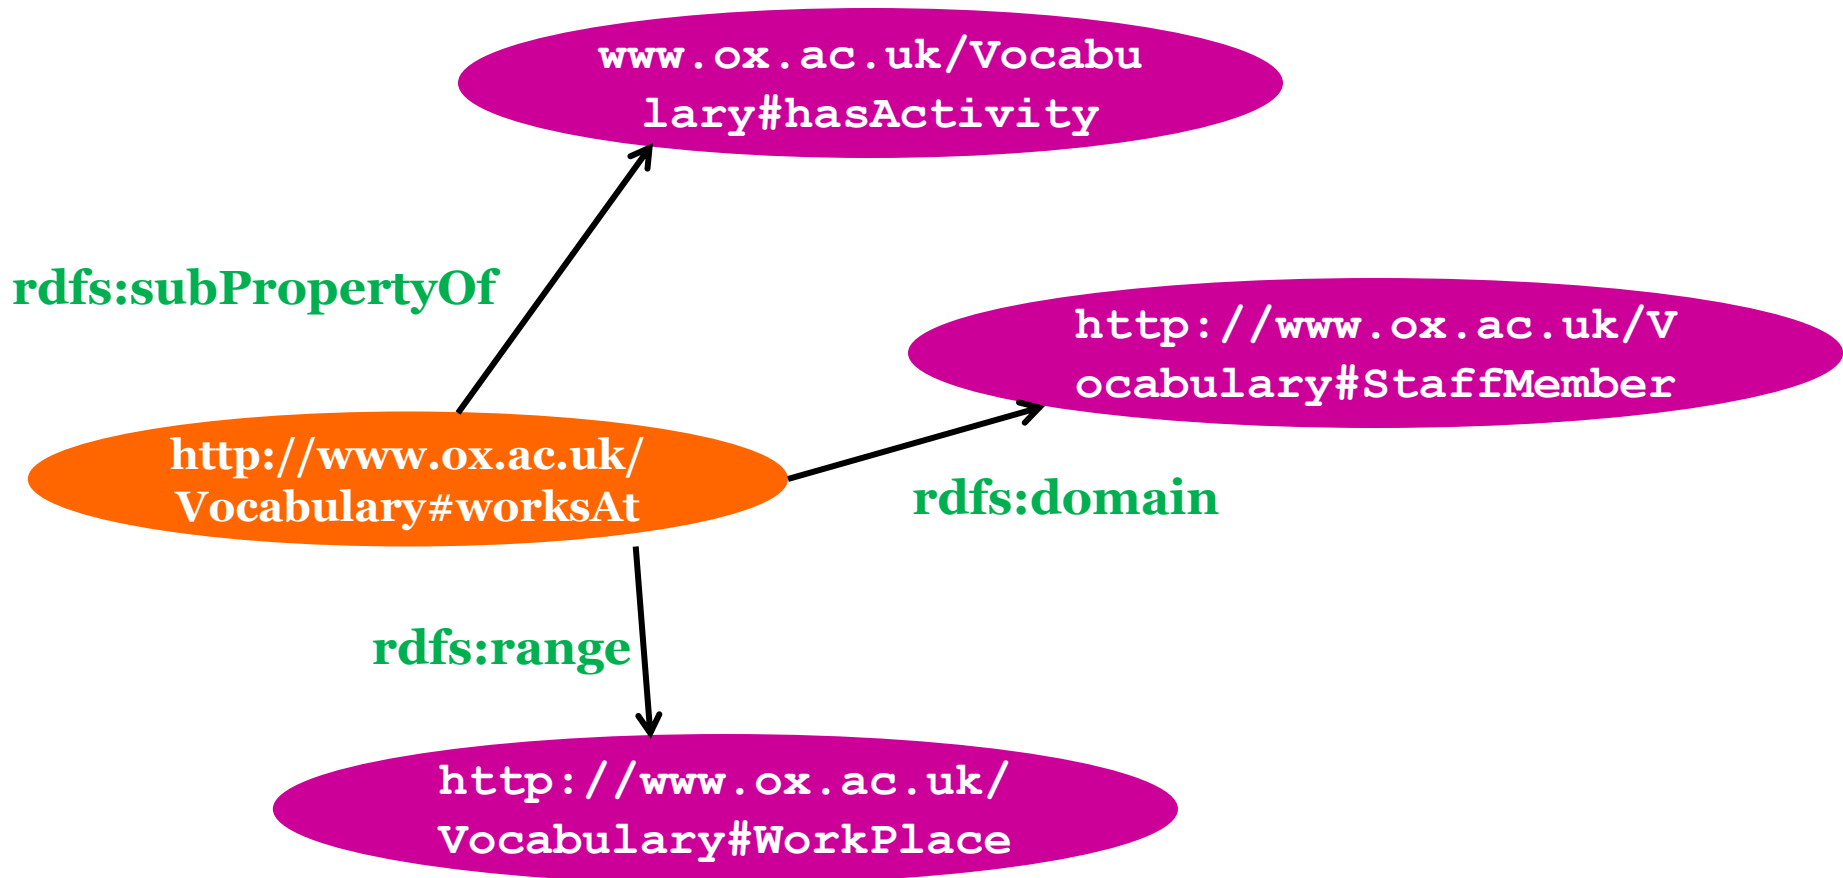 www.ox.ac.uk/Vocabu
lary#hasActivity
rdfs:subPropertyOf
http://www.ox.ac.uk/V
ocabulary#StaffMember
http://www.ox.ac.uk/
Vocabulary#worksAt
rdfs:domain
rdfs:range
http://www.ox.ac.uk/
Vocabulary#WorkPlace